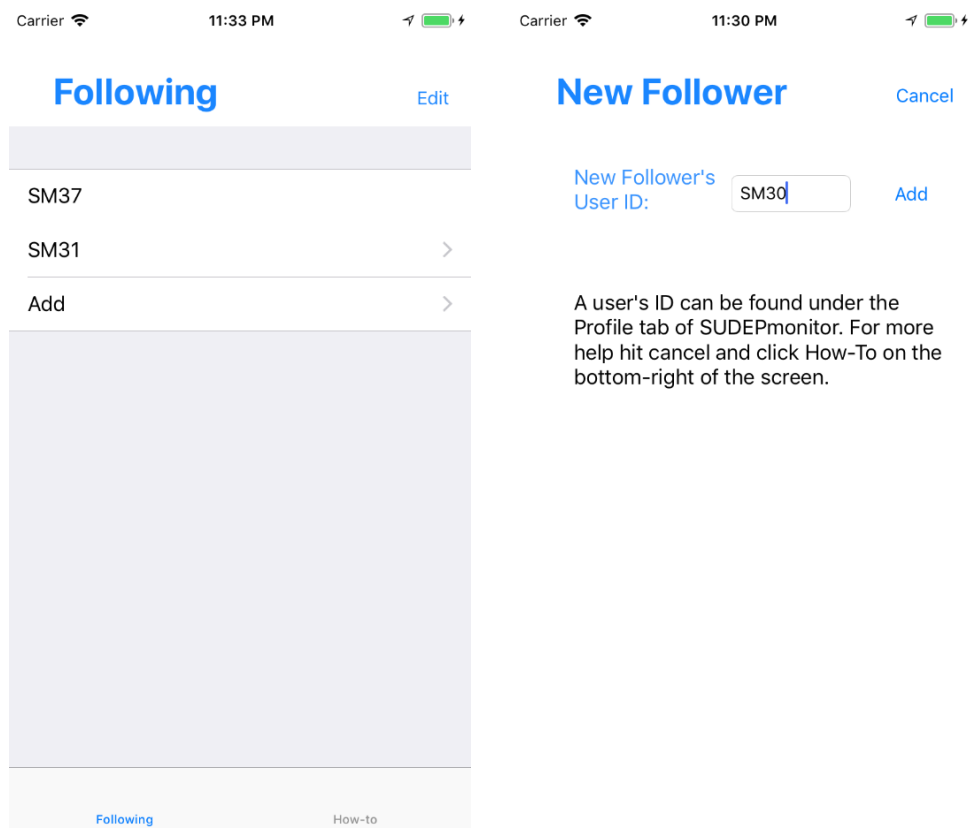 Carrier 11:33 PM
Following
Edit
SM37
SM31
Add
Following How-to
Carrier 11:30 PM
New Follower
Cancel
New Follower's
User ID:
SM30
Add
A user's ID can be found under the
Profile tab of SUDEPmonitor. For more
help hit cancel and click How-To on the
bottom-right of the screen.